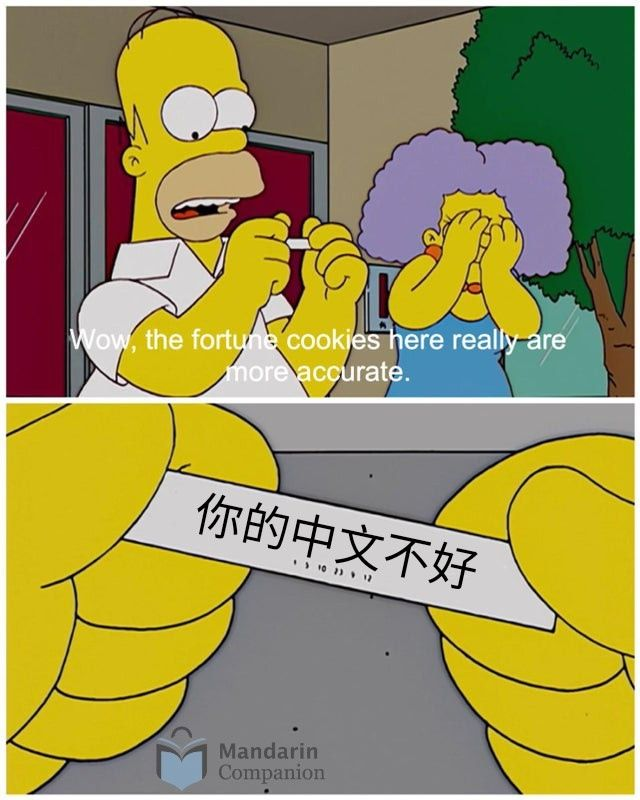 Wow, the fortune cookies here really are
more accurate.
你的中文不好
Mandarin
Companion